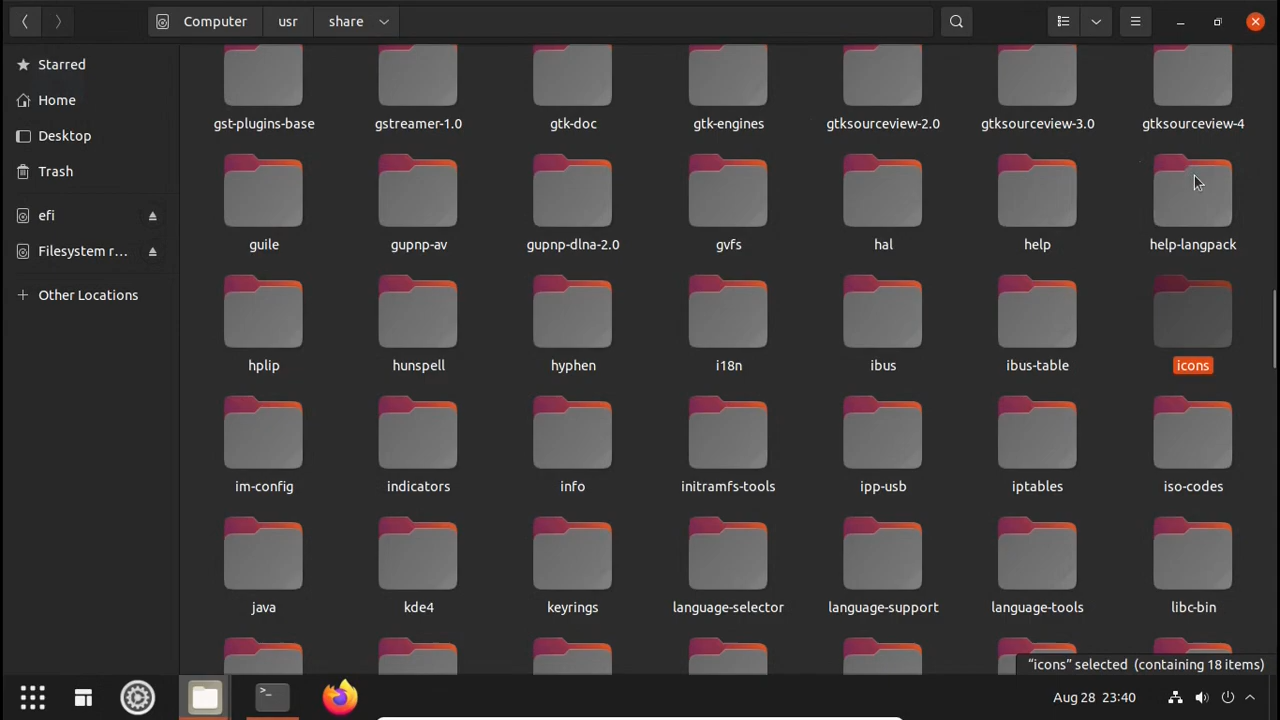 Computer usr share
Starred
Home
Desktop
Trash
efi
Filesystem r...
Other Locations
gst-plugins-base gstreamer-1.0 gtk-doc gtk-engines gtksourceview-2.0 gtksourceview-3.0 gtksourceview-4
guile gupnp-av gupnp-dlna-2.0 gvfs hal help help-langpack
hplip hunspell hyphen i18n ibus ibus-table icons
im-config indicators info initramfs-tools ipp-usb iptables iso-codes
java kde4 keyrings language-selector language-support language-tools libc-bin
“icons” selected (containing 18 items)
>_
Aug 28 23:40